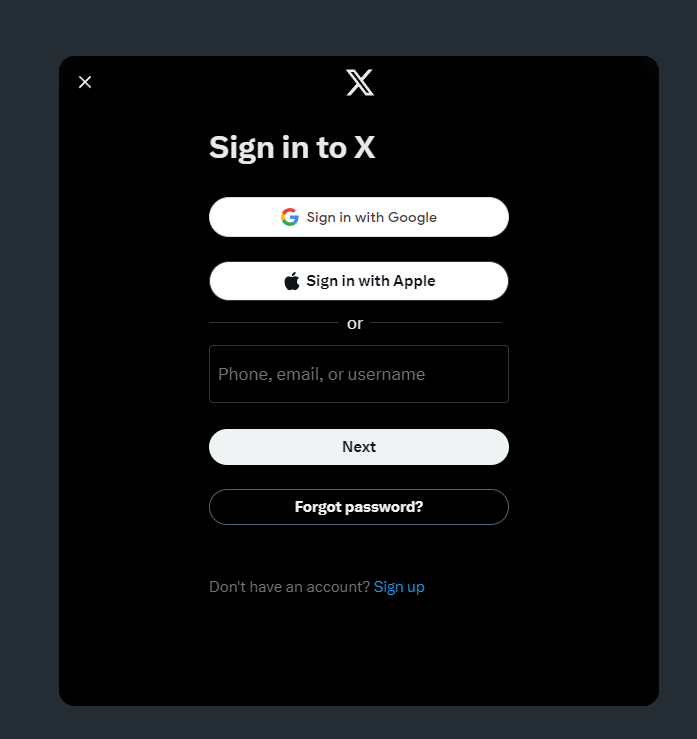 Sign in to X
Sign in with Google
Sign in with Apple
or
Phone, email, or username
Next
Forgot password?
Don't have an account? Sign up